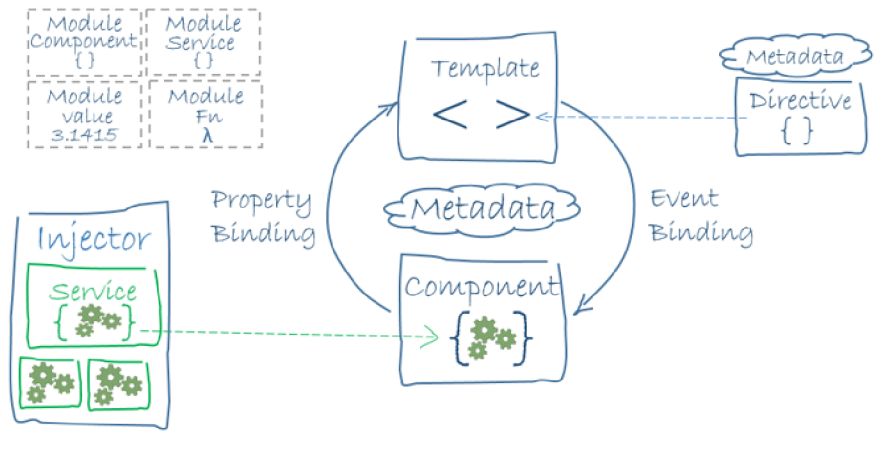 Module
Component
{ }
Module
Service
{ }
Module
value
3.1415
Module
Fn
λ
Template
< >
Metadata
Directive
{ }
Property
Binding
Metadata
Event
Binding
Injector
Service
{ }
Component
{ }